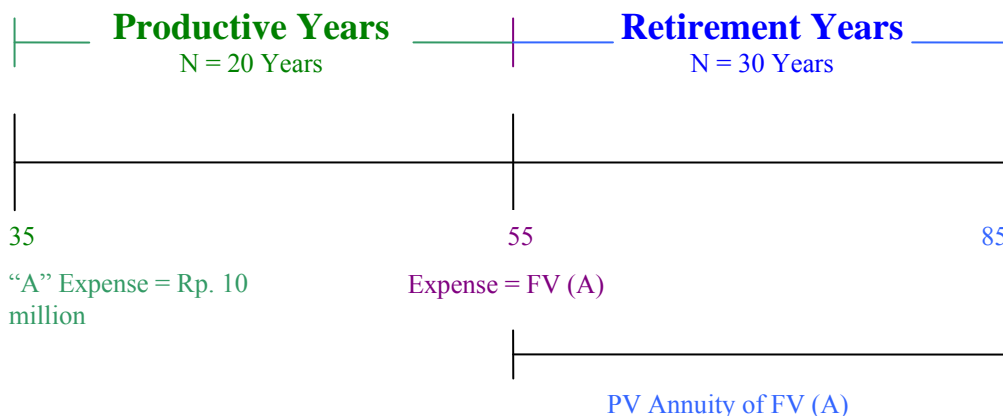 Productive Years
N = 20 Years
Retirement Years
N = 30 Years
35
55
85
“A” Expense = Rp. 10
million
Expense = FV (A)
PV Annuity of FV (A)